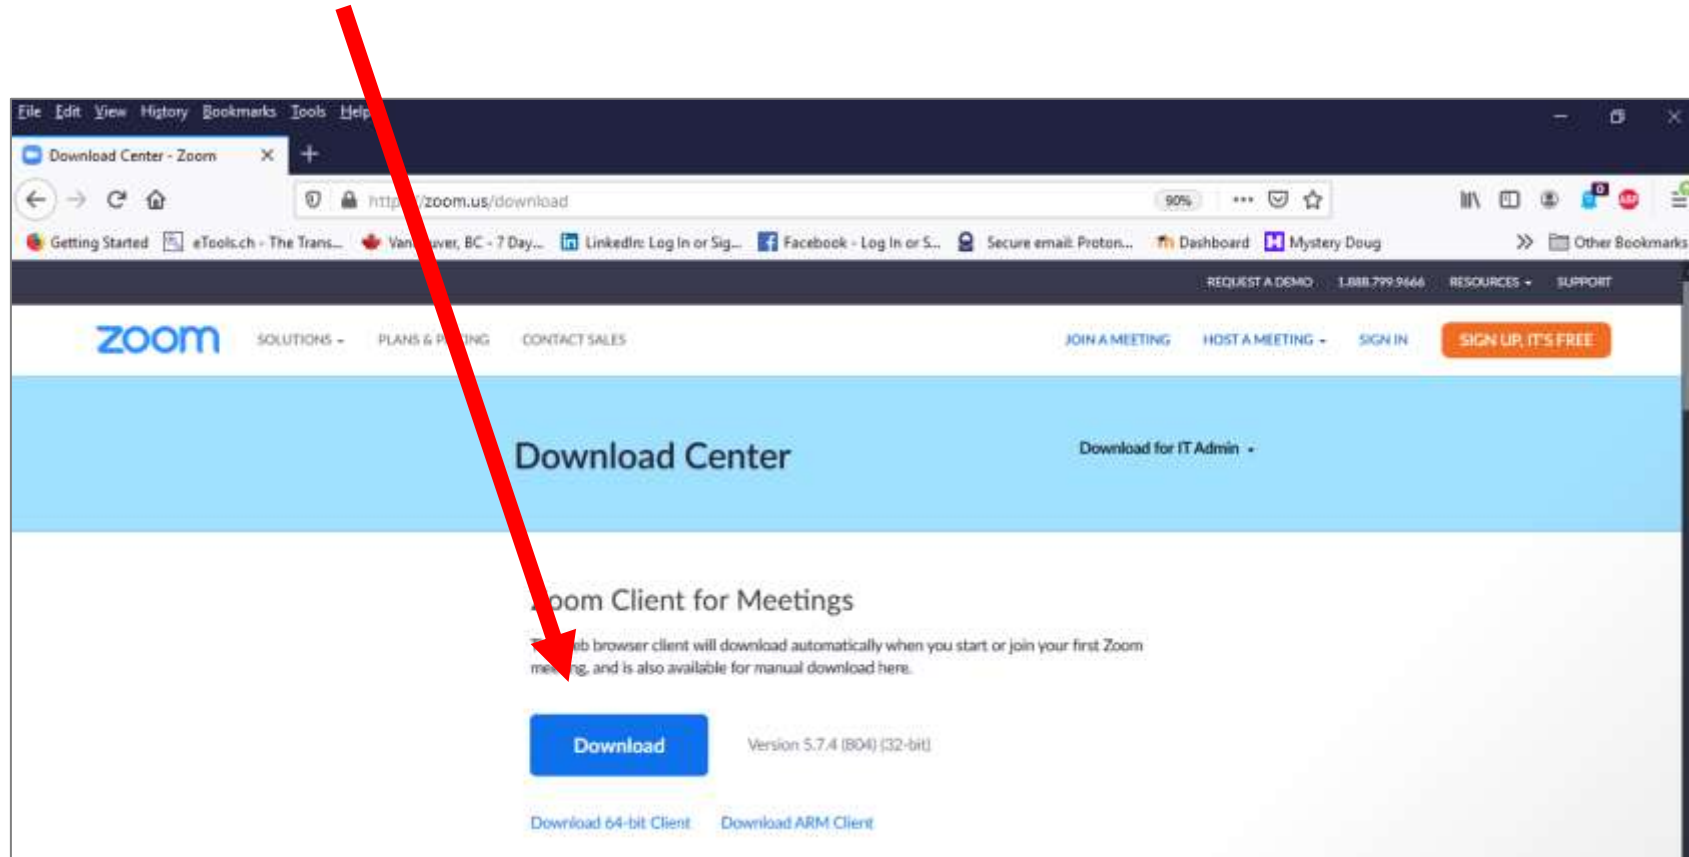 File Edit View History Bookmarks Tools Help
Download Center - Zoom
zoom.us/download
90%
Getting Started eTools.ch - The Trans... BC - 7 Day... LinkedIn: Log In or Sig... Facebook - Log In or S... Secure email: Proton... Dashboard Mystery Doug Other Bookmarks
REQUEST A DEMO 1.888.799.9666 RESOURCES SUPPORT
zoom SOLUTIONS PLANS & CONTACT SALES JOIN A MEETING HOST A MEETING SIGN IN SIGN UP, IT'S FREE
Download Center
Download for IT Admin
Client for Meetings
browser client will download automatically when you start or join your first Zoom
and is also available for manual download here.
Download Version 5.7.4 (804) (32-bit)
Download 64-bit Client Download ARM Client